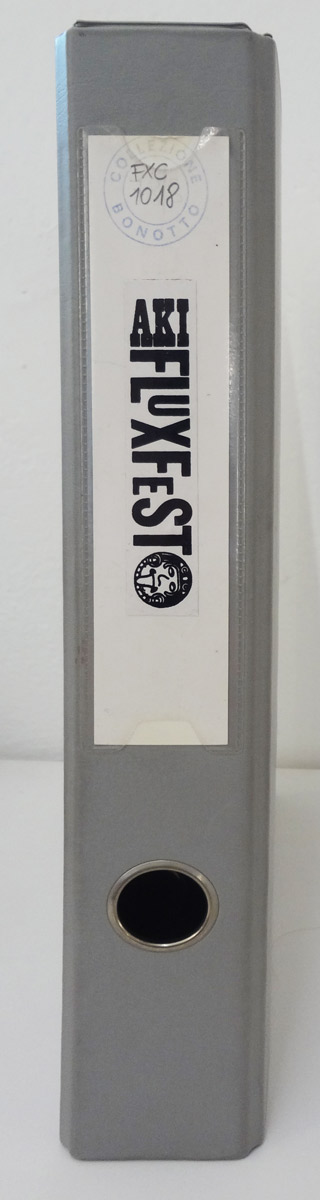 COLLEZIONE
FXC
1018
BONOTTO
AKI
FLUXFEST